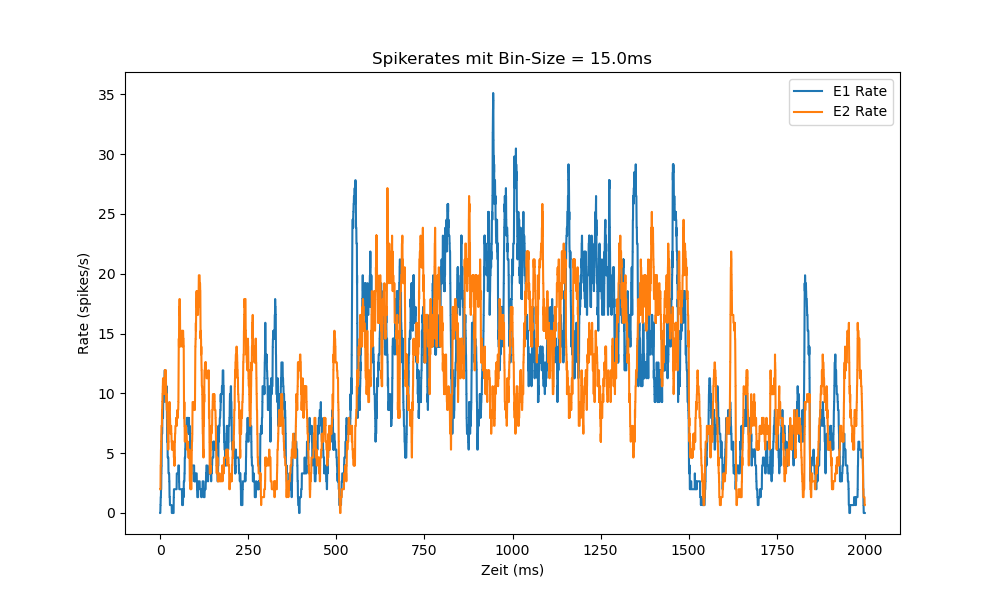 Spikerates mit Bin-Size = 15.0ms
E1 Rate
E2 Rate
Rate (spikes/s)
35
30
25
20
15
10
5
0
0 250 500 750 1000 1250 1500 1750 2000
Zeit (ms)